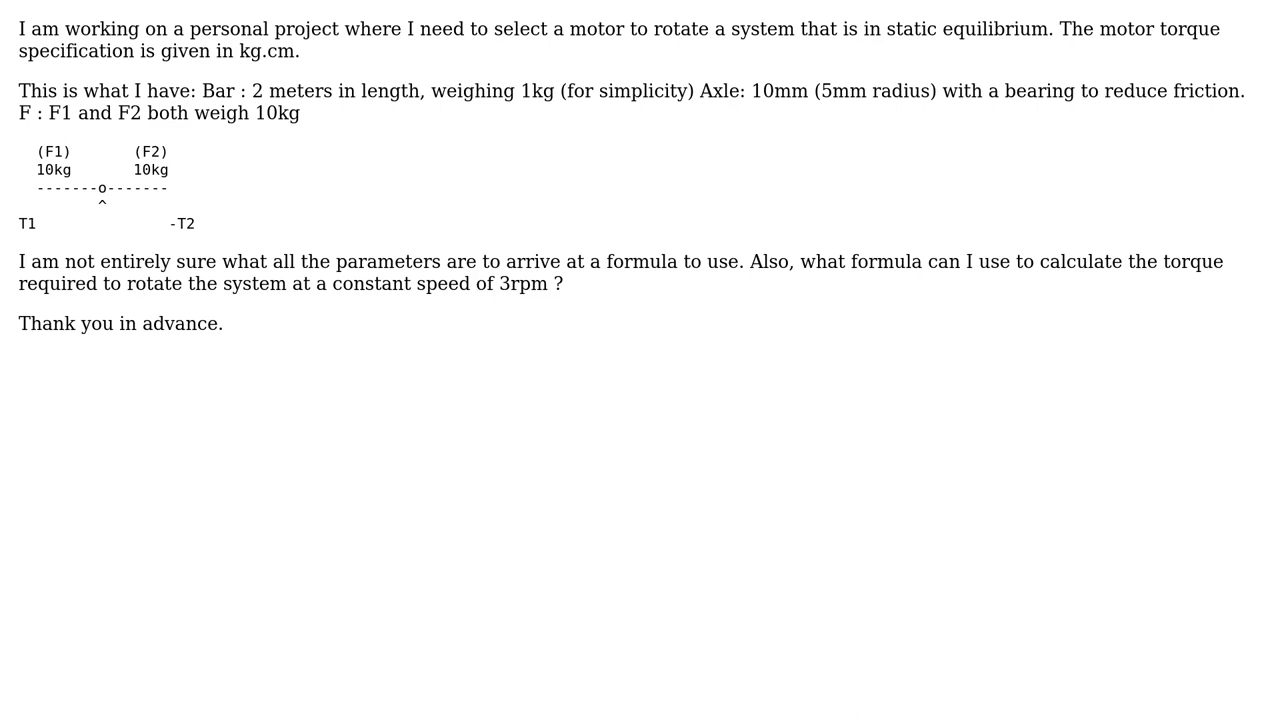 I am working on a personal project where I need to select a motor to rotate a system that is in static equilibrium. The motor torque
specification is given in kg.cm.
This is what I have: Bar : 2 meters in length, weighing 1kg (for simplicity) Axle: 10mm (5mm radius) with a bearing to reduce friction.
F : F1 and F2 both weigh 10kg
  (F1)       (F2)
  10kg       10kg
  -------o-------
         ^
T1               -T2
I am not entirely sure what all the parameters are to arrive at a formula to use. Also, what formula can I use to calculate the torque
required to rotate the system at a constant speed of 3rpm ?
Thank you in advance.